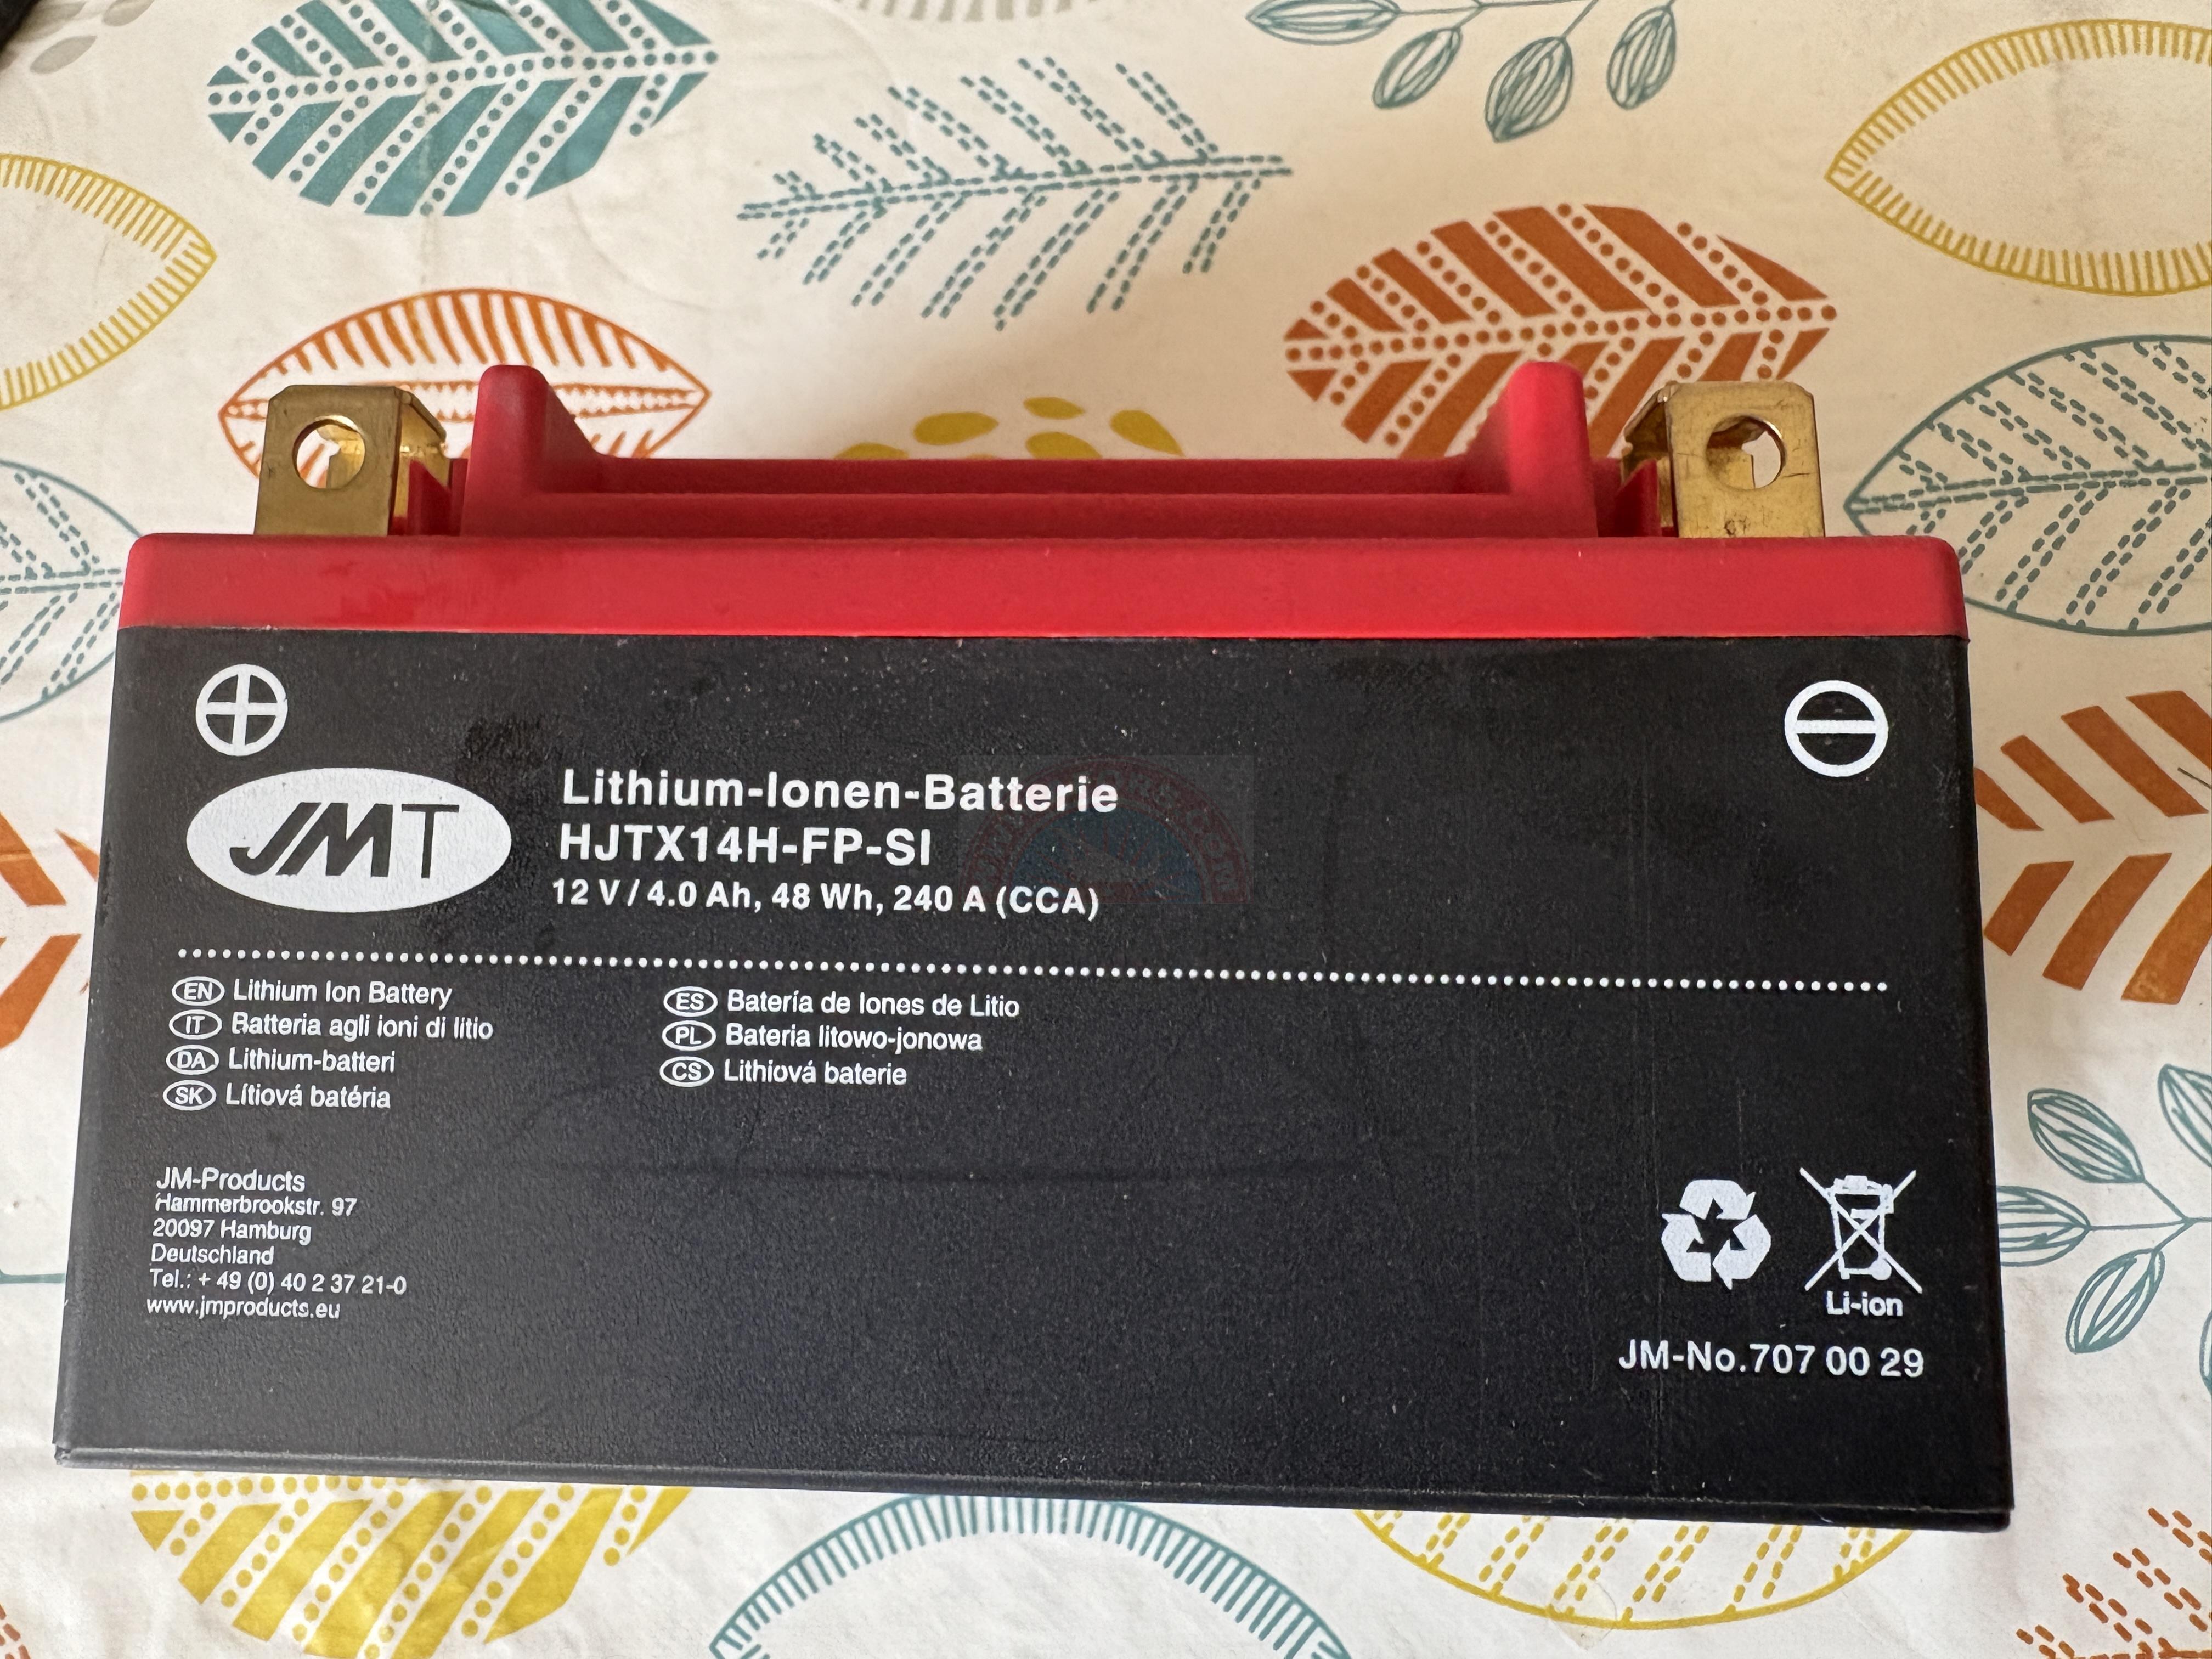 JMT
Lithium-Ionen-Batterie
HJTX14H-FP-SI
12 V / 4.0 Ah, 48 Wh, 240 A (CCA)
EN Lithium Ion Battery
IT Batteria agli ioni di litio
DA Lithium-batteri
SK Lítiová batéria
ES Batería de Iones de Litio
PL Bateria litowo-jonowa
CS Lithiová baterie
JM-Products
Hammerbrookstr. 97
20097 Hamburg
Deutschland
Tel.: + 49 (0) 40 2 37 21-0
www.jmproducts.eu
Li-ion
JM-No.707 00 29